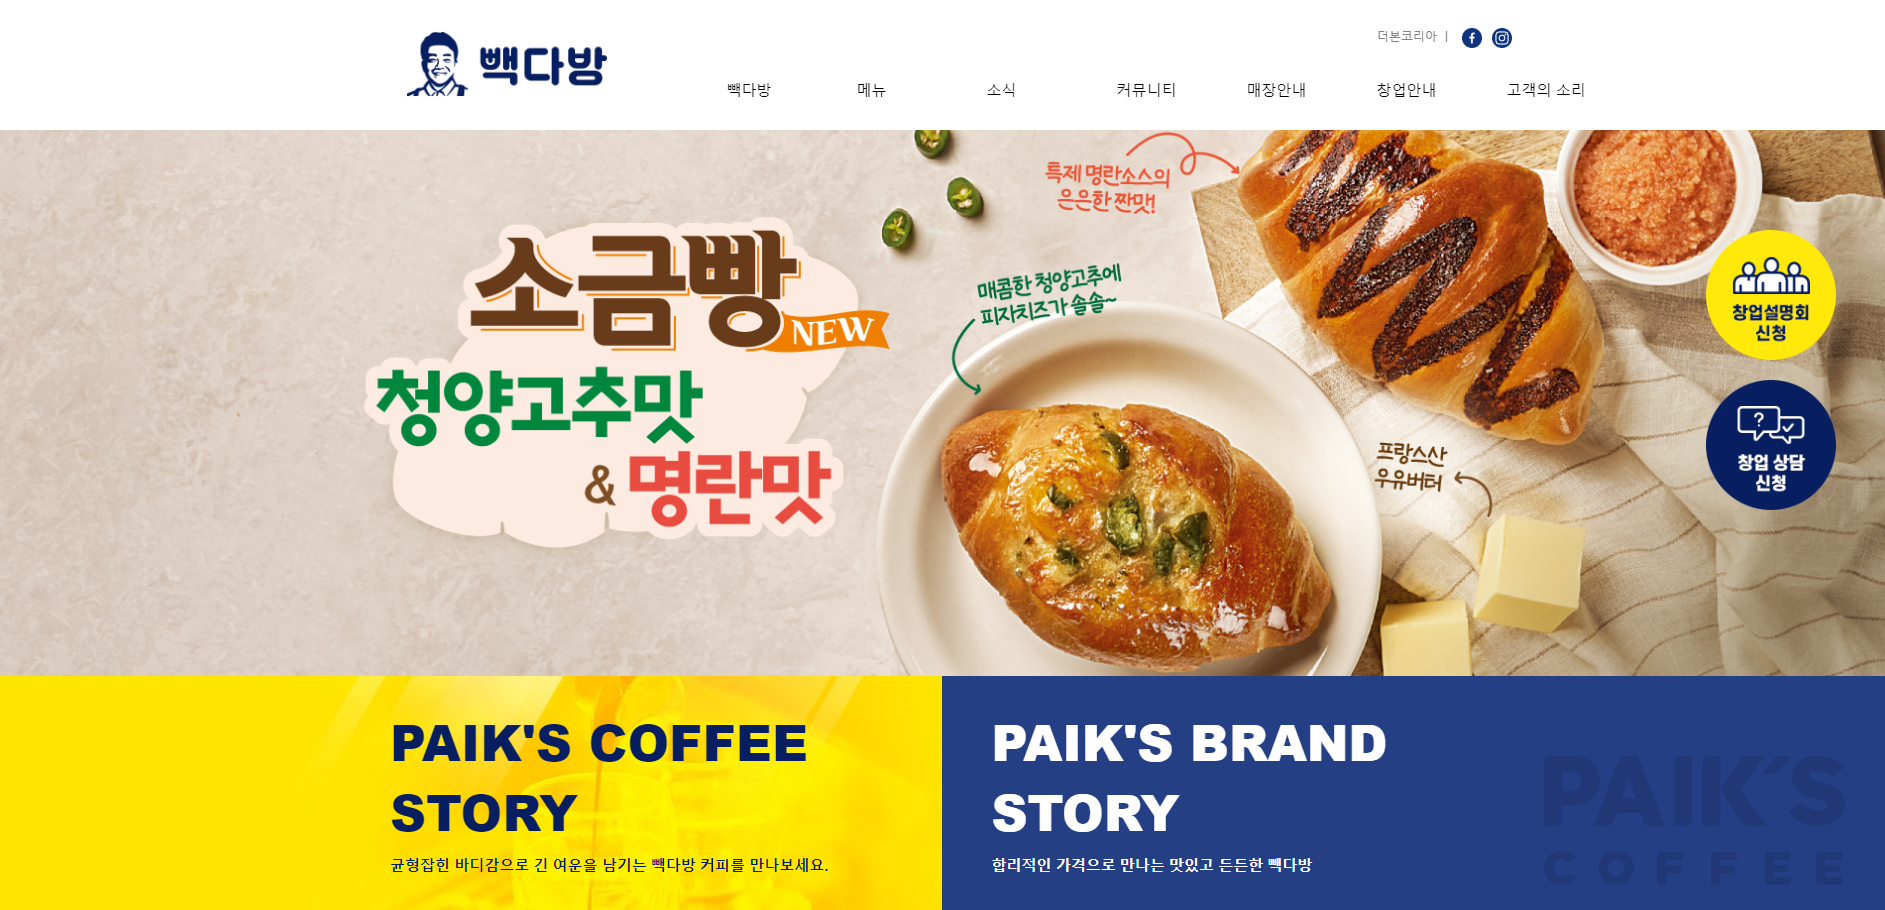 빽다방
더본코리아 |
빽다방 메뉴 소식 커뮤니티 매장안내 창업안내 고객의 소리
특제 명란소스의
은은한 짠맛!
소금빵
NEW
청양고추맛
& 명란맛
매콤한 청양고추에
피자치즈가 솔솔~
프랑스산
우유버터
창업설명회
신청
?
창업 상담
신청
PAIK'S COFFEE
STORY
균형잡힌 바디감으로 긴 여운을 남기는 빽다방 커피를 만나보세요.
PAIK'S BRAND
STORY
합리적인 가격으로 만나는 맛있고 든든한 빽다방
PAIK'S
COFFEE